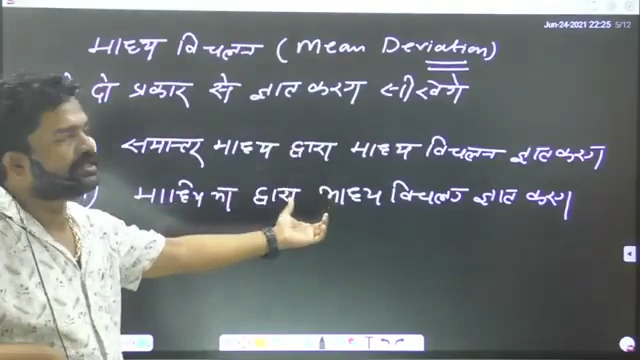 Jun-24-2021 22:25 5/12
माध्य विचलन ( Mean Deviation)
दो प्रकार से ज्ञात करना सीखेंगे
समान्तर माध्य द्वारा माध्य विचलन ज्ञात करना
) माध्यिका द्वारा माध्य विचलन ज्ञात करना